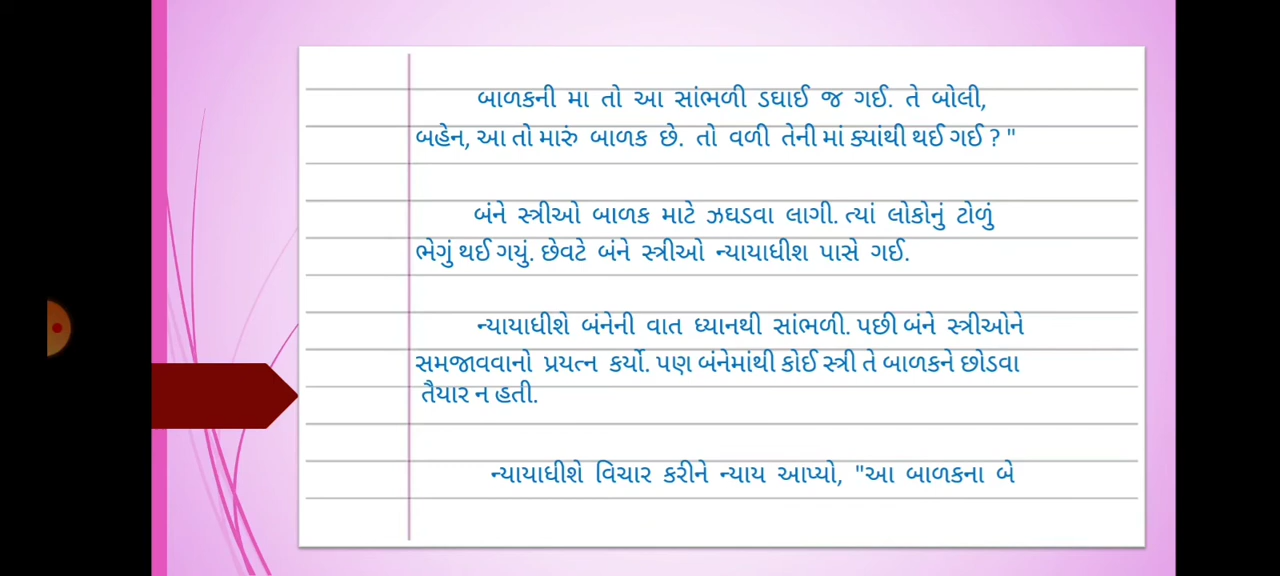 બાળકની મા તો આ સાંભળી ડઘાઈ જ ગઈ. તે બોલી,
બહેન, આ તો મારું બાળક છે. તો વળી તેની માં ક્યાંથી થઈ ગઈ ? "
બંને સ્ત્રીઓ બાળક માટે ઝઘડવા લાગી. ત્યાં લોકોનું ટોળું
ભેગું થઈ ગયું. છેવટે બંને સ્ત્રીઓ ન્યાયાધીશ પાસે ગઈ.
ન્યાયાધીશે બંનેની વાત ધ્યાનથી સાંભળી. પછી બંને સ્ત્રીઓને
સમજાવવાનો પ્રયત્ન કર્યો. પણ બંનેમાંથી કોઈ સ્ત્રી તે બાળકને છોડવા
તૈયાર ન હતી.
ન્યાયાધીશે વિચાર કરીને ન્યાય આપ્યો, "આ બાળકના બે